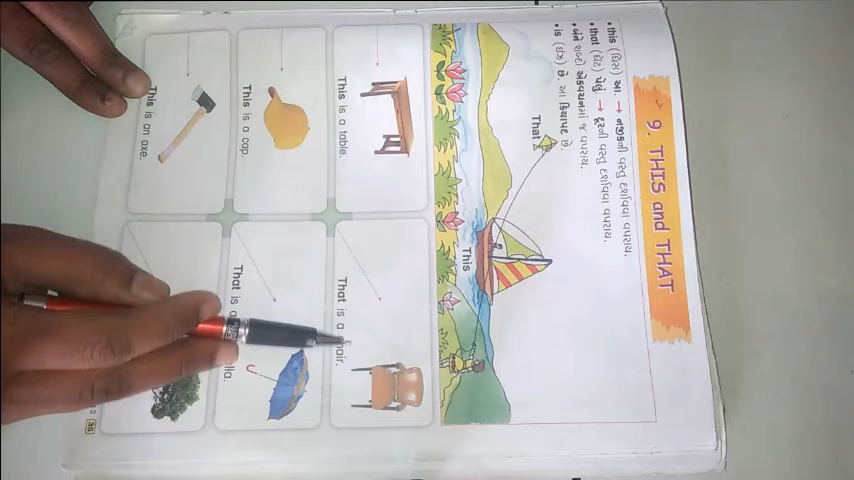 9. THIS and THAT
• this (ધિસ) આ. → નજીકની વસ્તુ દર્શાવવા વપરાય.
• that (ધેટ) પેલું → દૂરની વસ્તુ દર્શાવવા વપરાય.
• બંને શબ્દો એકવચનમાં જ વપરાય.
• is (ઇઝ) છે આ ક્રિયાપદ છે.
That
This
This is a table.
That is a
This is a cap.
That is
This is an axe.
35